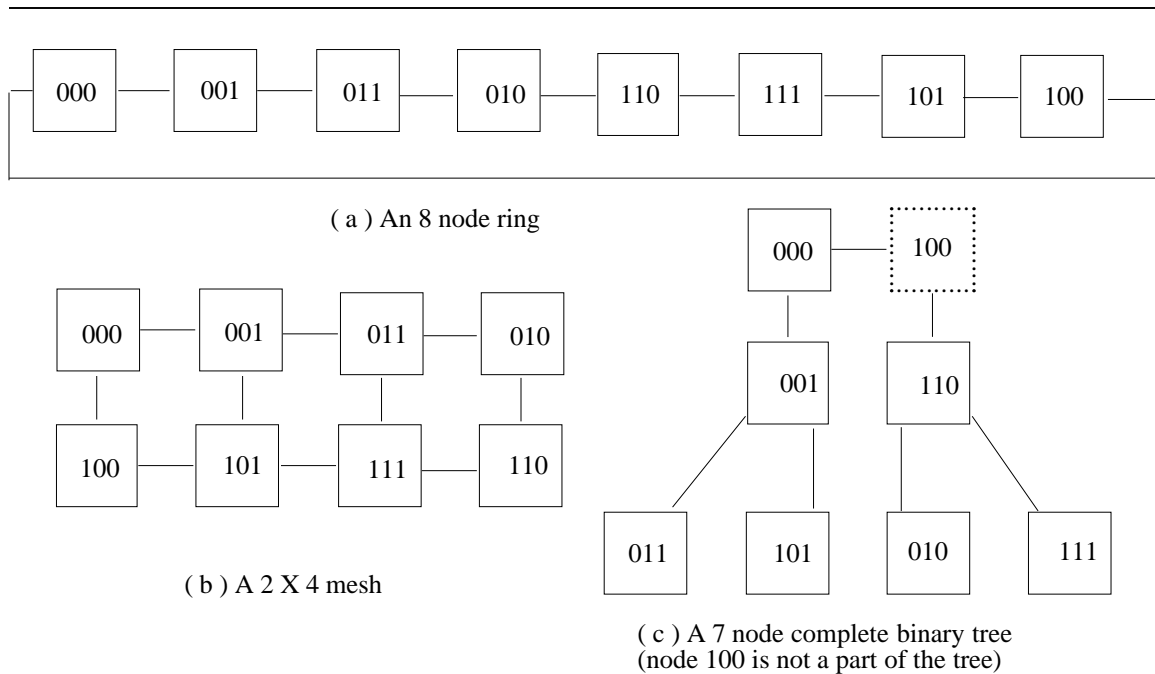 000 001 011 010 110 111 101 100
( a ) An 8 node ring
000 100
000 001 011 010
001 110
100 101 111 110
011 101 010 111
( b ) A 2 X 4 mesh
( c ) A 7 node complete binary tree
(node 100 is not a part of the tree)